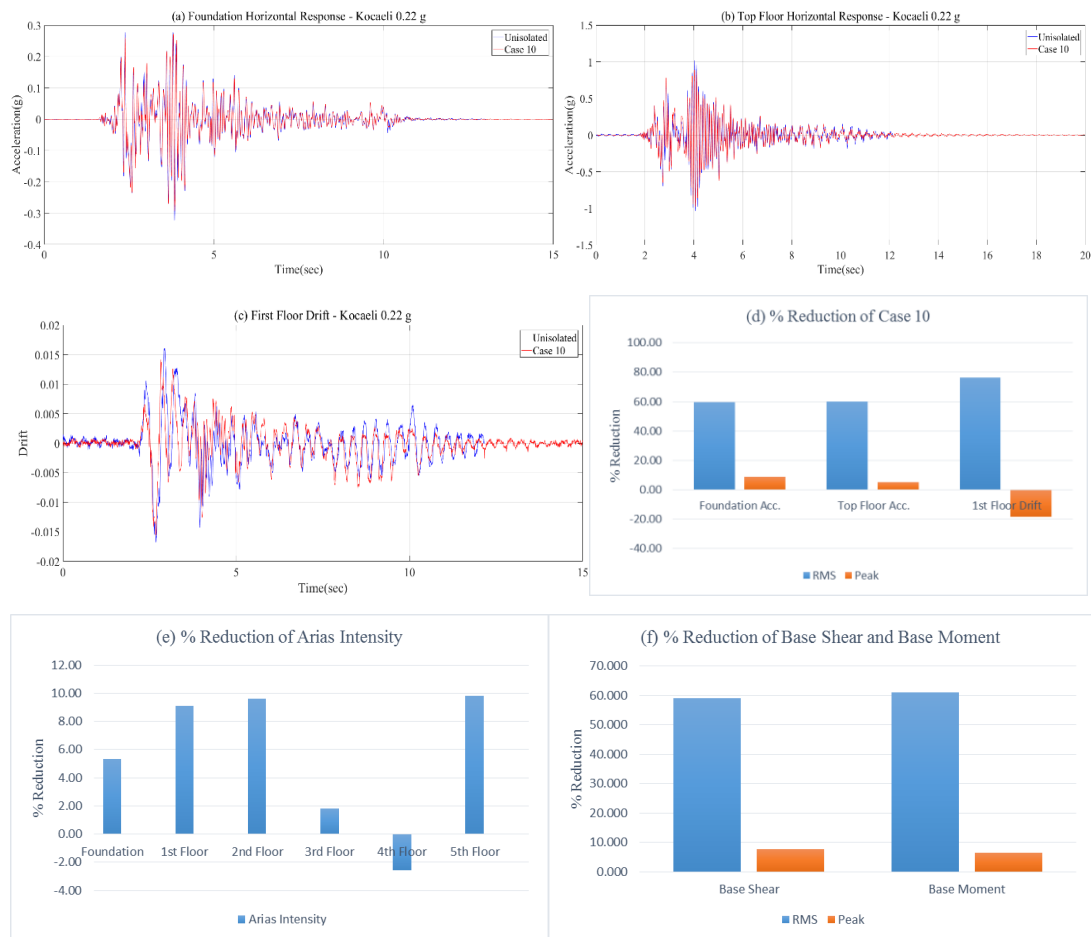 (a) Foundation Horizontal Response - Kocaeli 0.22 g
Unisolated
Case 10
0.4
0.3
0.2
0.1
0
-0.1
-0.2
-0.3
-0.4
Acceleration(g)
0
5
10
15
Time(sec)
(b) Top Floor Horizontal Response - Kocaeli 0.22 g
Unisolated
Case 10
1.5
1
0.5
0
-0.5
-1
-1.5
Acceleration(g)
0
2
4
6
8
10
12
14
16
18
20
Time(sec)
(c) First Floor Drift - Kocaeli 0.22 g
Unisolated
Case 10
0.02
0.015
0.01
0.005
0
-0.005
-0.01
-0.015
-0.02
Drift
0
5
10
15
Time(sec)
(d) % Reduction of Case 10
100.00
80.00
60.00
40.00
20.00
0.00
-20.00
-40.00
% Reduction
Foundation Acc.
Top Floor Acc.
1st Floor Drift
RMS
Peak
(e) % Reduction of Arias Intensity
12.00
10.00
8.00
6.00
4.00
2.00
0.00
-2.00
-4.00
% Reduction
Foundation
1st Floor
2nd Floor
3rd Floor
4th Floor
5th Floor
Arias Intensity
(f) % Reduction of Base Shear and Base Moment
70.000
60.000
50.000
40.000
30.000
20.000
10.000
0.000
% Reduction
Base Shear
Base Moment
RMS
Peak